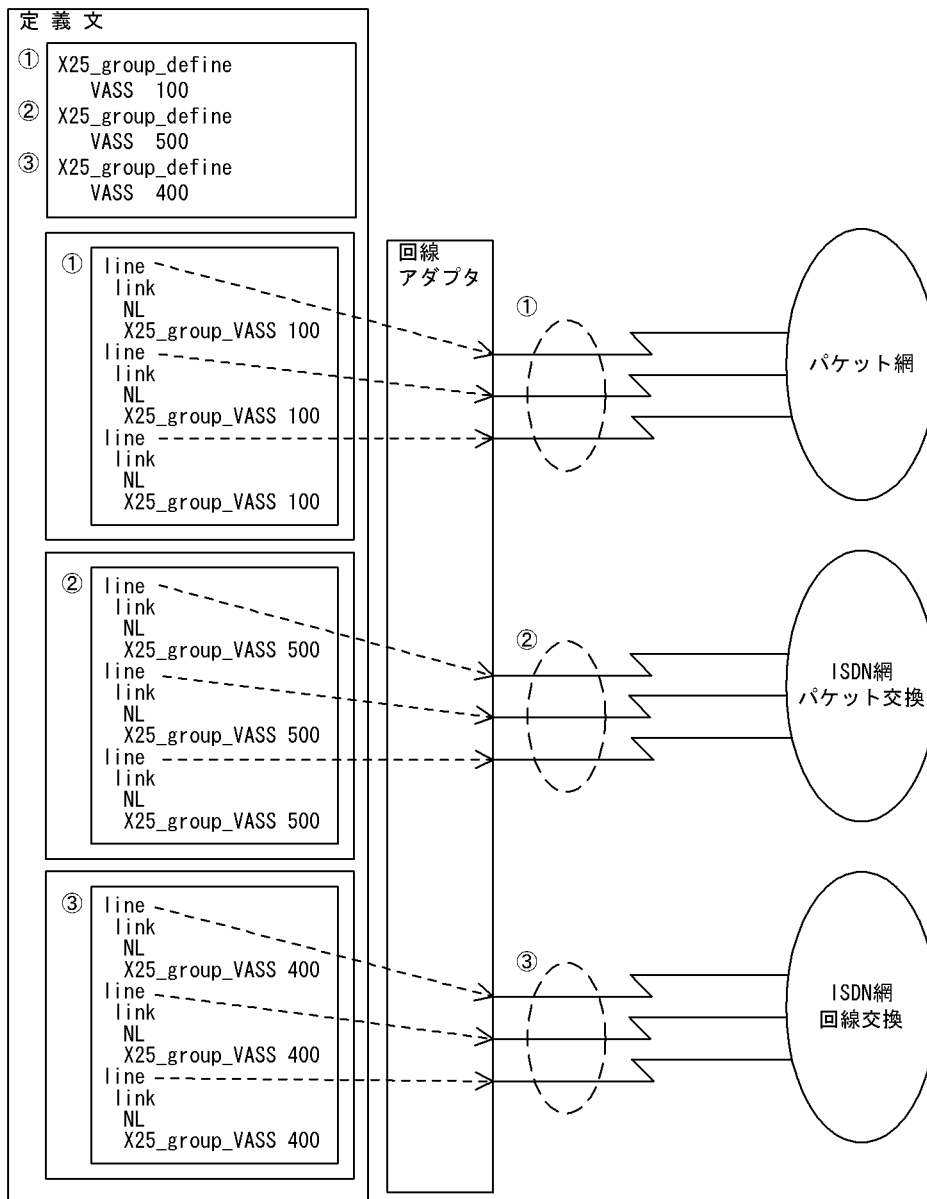 定 義 文
① X25_group_define
VASS 100
② X25_group_define
VASS 500
③ X25_group_define
VASS 400
① line
link
NL
X25_group_VASS 100
line
link
NL
X25_group_VASS 100
line
link
NL
X25_group_VASS 100
② line
link
NL
X25_group_VASS 500
line
link
NL
X25_group_VASS 500
line
link
NL
X25_group_VASS 500
③ line
link
NL
X25_group_VASS 400
line
link
NL
X25_group_VASS 400
line
link
NL
X25_group_VASS 400
回線
アダプタ
①
②
③
パケット網
ISDN網
パケット交換
ISDN網
回線交換